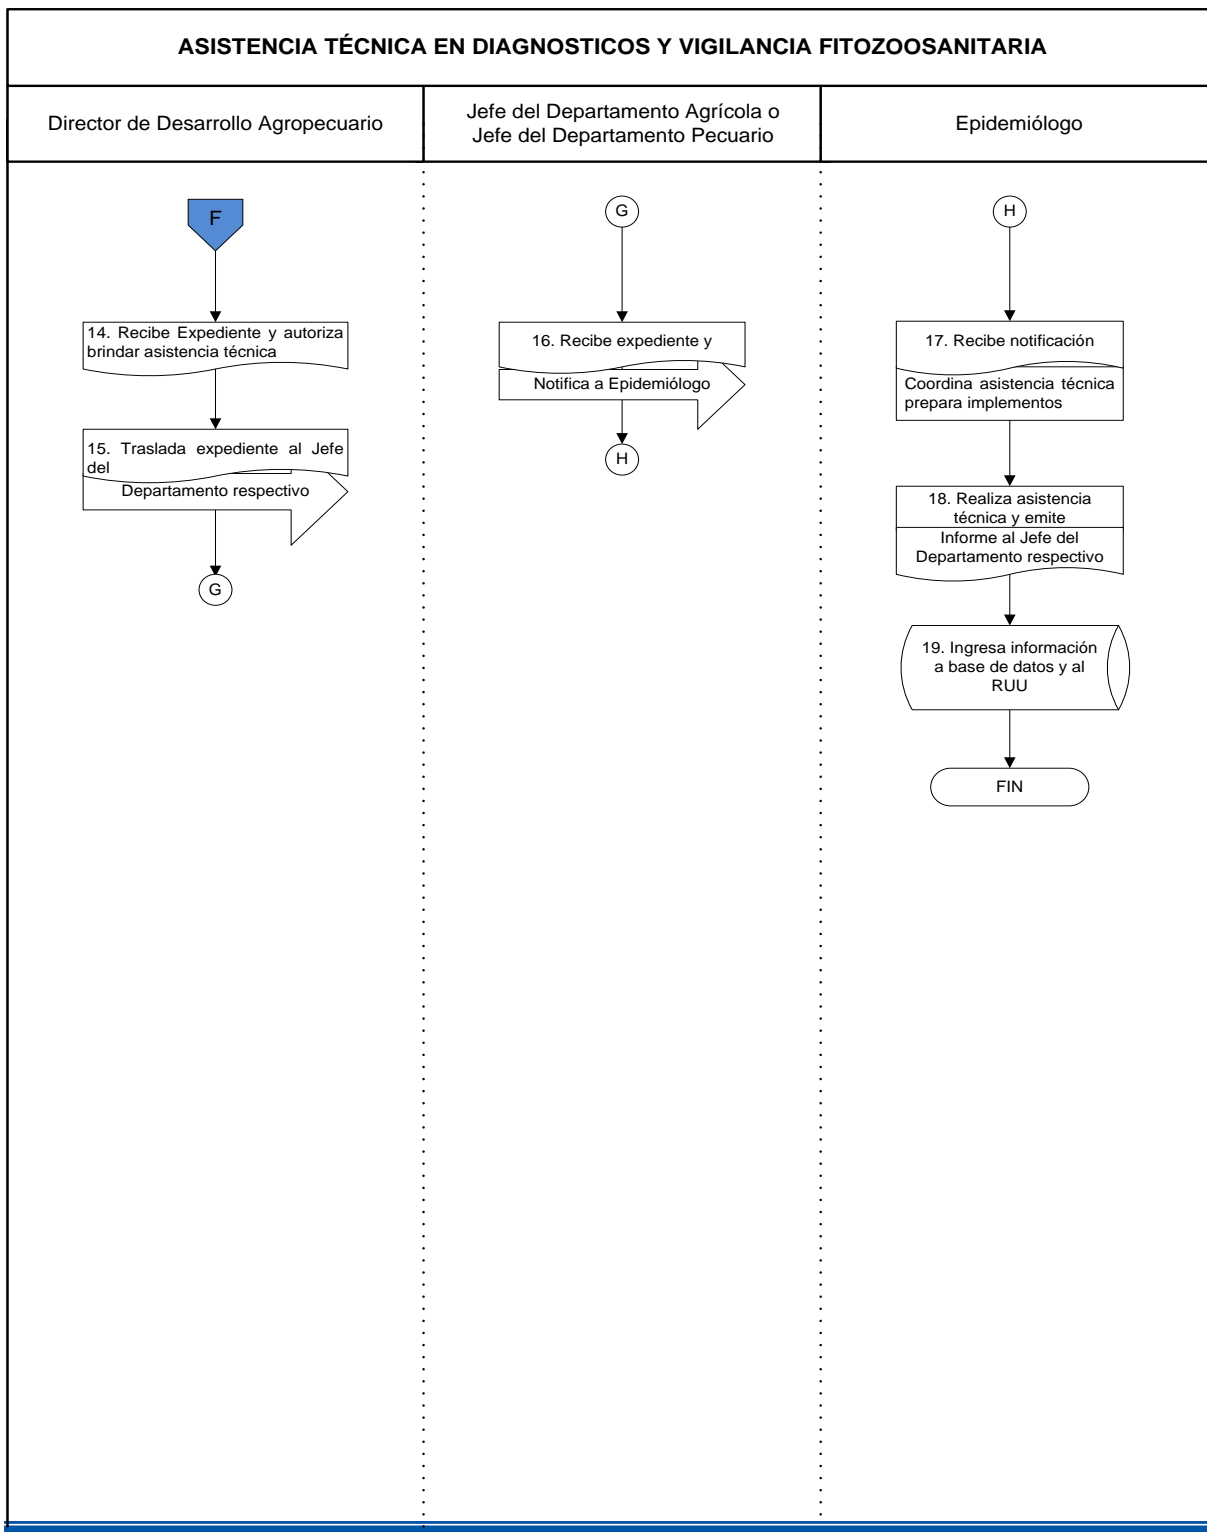 ASISTENCIA TÉCNICA EN DIAGNOSTICOS Y VIGILANCIA FITOZOOSANITARIA
Director de Desarrollo Agropecuario
Jefe del Departamento Agrícola o
Jefe del Departamento Pecuario
Epidemiólogo
F
14. Recibe Expediente y autoriza
brindar asistencia técnica
15. Traslada expediente al Jefe
del
Departamento respectivo
G
G
16. Recibe expediente y
Notifica a Epidemiólogo
H
H
17. Recibe notificación
Coordina asistencia técnica
prepara implementos
18. Realiza asistencia
técnica y emite
Informe al Jefe del
Departamento respectivo
19. Ingresa información
a base de datos y al
RUU
FIN